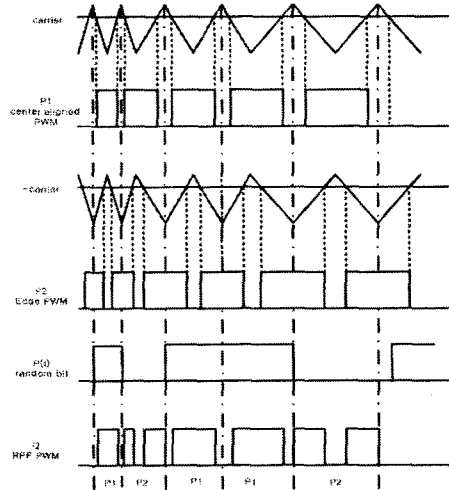 carrier
P1
center aligned
PWM
-carrier
P2
Edge PWM
P(i)
random bit
Q
RPP PWM
P1
P2
P1
P1
P2